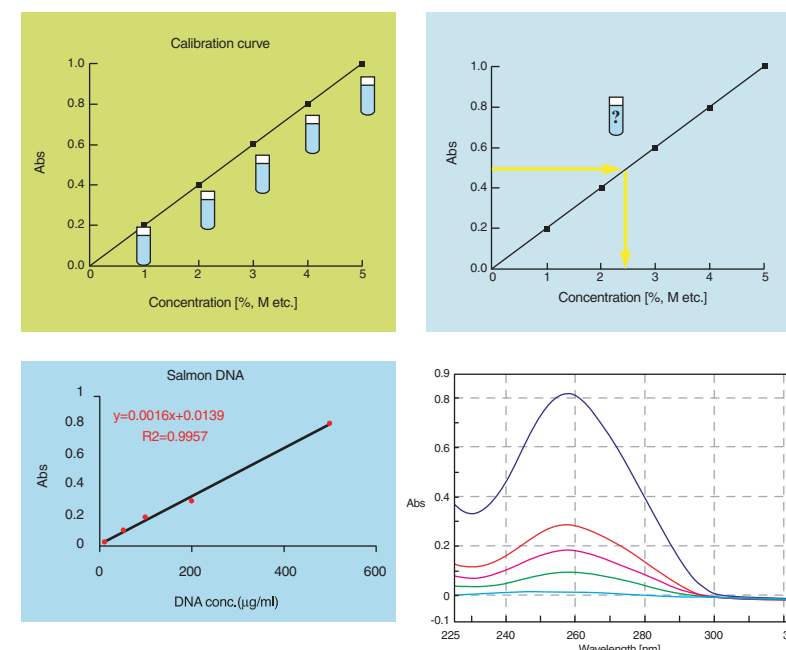 Calibration curve
1.0
0.8
0.6
0.4
0.2
0.0
Abs
0 1 2 3 4 5
Concentration [%, M etc.]
1.0
0.8
0.6
0.4
0.2
0.0
Abs
?
0 1 2 3 4 5
Concentration [%, M etc.]
Salmon DNA
y=0.0016x+0.0139
R2=0.9957
1
0.8
0.6
0.4
0.2
0
Abs
0 200 400 600
DNA conc.(µg/ml)
0.9
0.8
0.6
0.4
0.2
0
-0.1
Abs
225 240 260 280 300
Wavelength [nm]